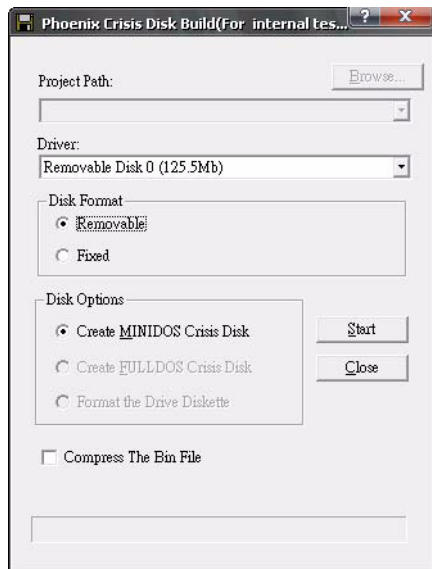 Phoenix Crisis Disk Build(For internal tes...
Project Path:
Browse...
Driver:
Removable Disk 0 (125.5Mb)
Disk Format
Removable
Fixed
Disk Options
Create MINIDOS Crisis Disk
Create FULLDOS Crisis Disk
Format the Drive Diskette
Start
Close
Compress The Bin File